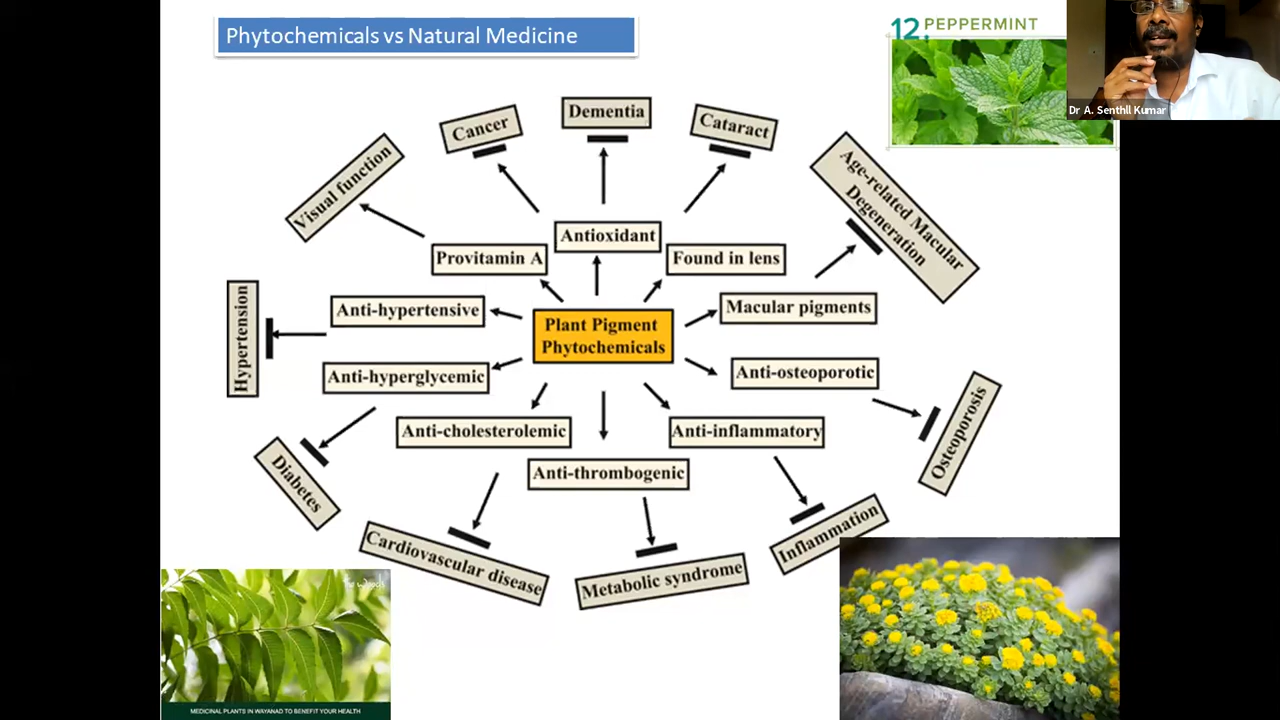 Phytochemicals vs Natural Medicine
12. PEPPERMINT
Dr A. Senthil Kumar
Cancer
Dementia
Cataract
Visual function
Age-related Macular
Degeneration
Antioxidant
Provitamin A
Found in lens
Hypertension
Anti-hypertensive
Plant Pigment
Phytochemicals
Macular pigments
Anti-hyperglycemic
Anti-osteoporotic
Osteoporosis
Diabetes
Anti-cholesterolemic
Anti-inflammatory
Anti-thrombogenic
Cardiovascular disease
Metabolic syndrome
Inflammation
MEDICINAL PLANTS IN WAYANAD TO BENEFIT YOUR HEALTH